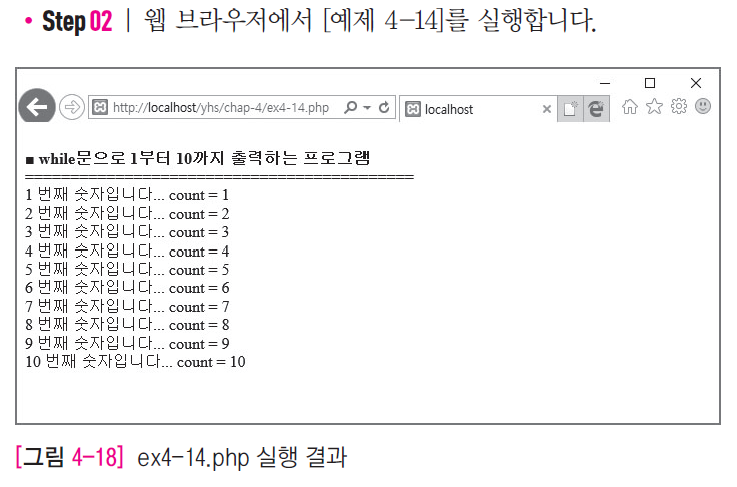 • Step 02 | 웹 브라우저에서 [예제 4-14]를 실행합니다.
http://localhost/yhs/chap-4/ex4-14.php
localhost
■ while문으로 1부터 10까지 출력하는 프로그램
===========================================
1 번째 숫자입니다... count = 1
2 번째 숫자입니다... count = 2
3 번째 숫자입니다... count = 3
4 번째 숫자입니다... count = 4
5 번째 숫자입니다... count = 5
6 번째 숫자입니다... count = 6
7 번째 숫자입니다... count = 7
8 번째 숫자입니다... count = 8
9 번째 숫자입니다... count = 9
10 번째 숫자입니다... count = 10
[그림 4-18] ex4-14.php 실행 결과